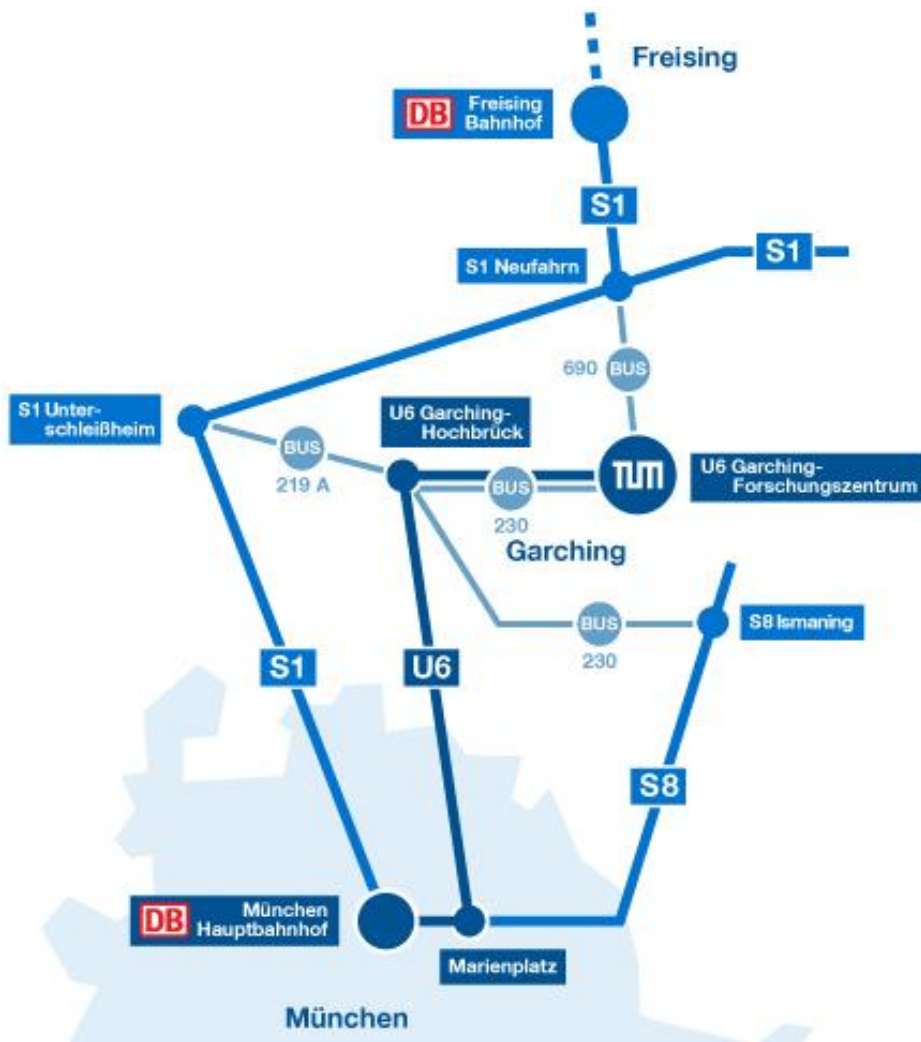 Freising
DB
Freising
Bahnhof
S1
S1 Neufahrn
S1
690
BUS
S1 Unter-
schleißheim
U6 Garching-
Hochbrück
BUS
219 A
TUM
U6 Garching-
Forschungszentrum
BUS
230
Garching
BUS
230
S8 Ismaning
S1
U6
S8
DB
München
Hauptbahnhof
Marienplatz
München